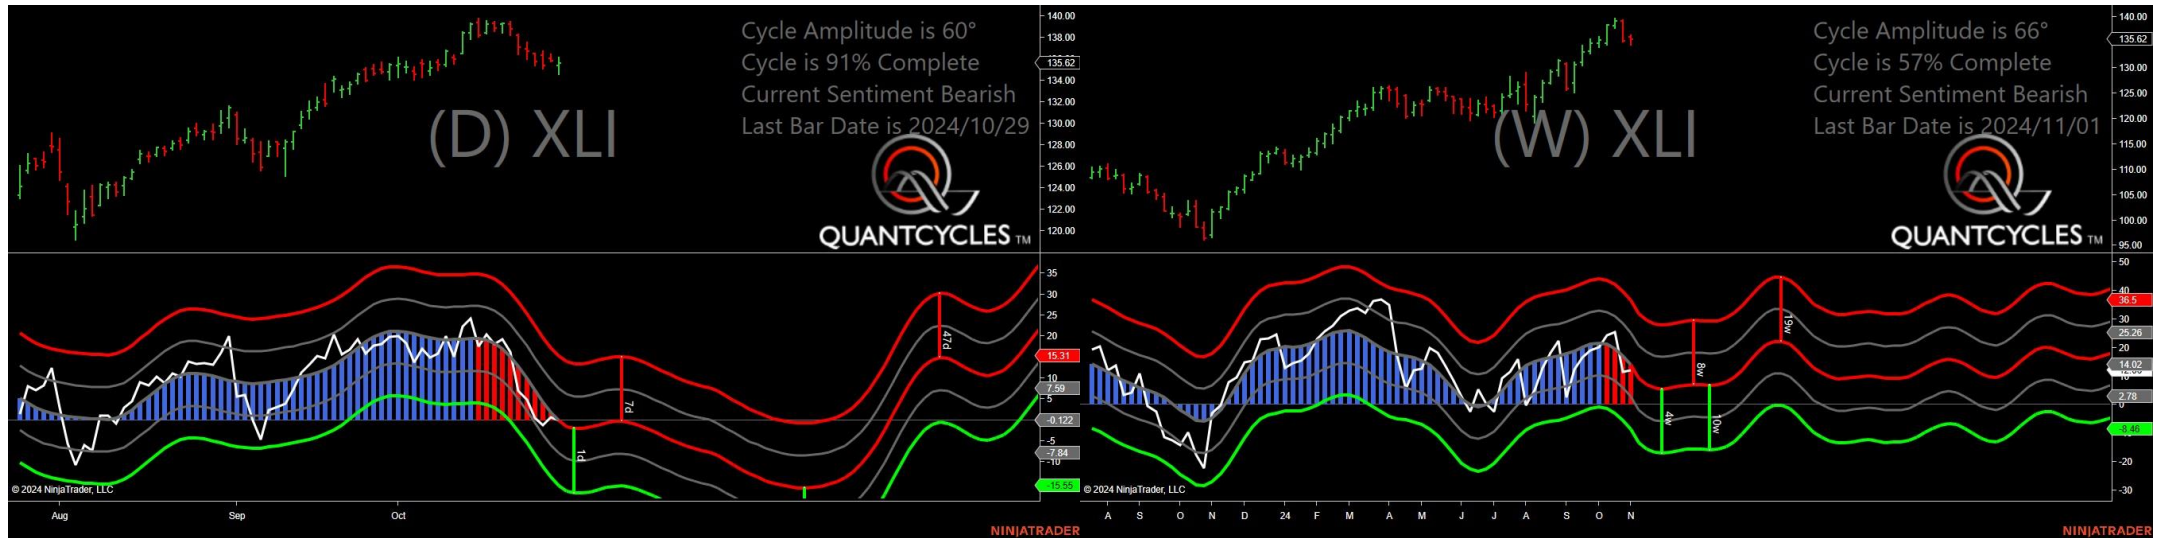 Cycle Amplitude is 60°
Cycle is 91% Complete
Current Sentiment Bearish
Last Bar Date is 2024/10/29
(D) XLI
QUANTCYCLES TM
140.00
138.00
135.62
134.00
132.00
130.00
128.00
126.00
124.00
122.00
120.00
35
30
25
20
15.31
10
7.59
5
-0.122
-5
-7.84
-10
-15.55
47d
7d
1d
© 2024 NinjaTrader, LLC
Aug Sep Oct
NINJATRADER
Cycle Amplitude is 66°
Cycle is 57% Complete
Current Sentiment Bearish
Last Bar Date is 2024/11/01
(W) XLI
QUANTCYCLES TM
140.00
135.62
130.00
125.00
120.00
115.00
110.00
105.00
100.00
95.00
50
40
36.5
30
25.26
20
14.02
10
2.78
0
-8.46
-20
-30
19w
8w
4w
10w
© 2024 NinjaTrader, LLC
A S O N D 24 F M A M J J A S O N
NINJATRADER